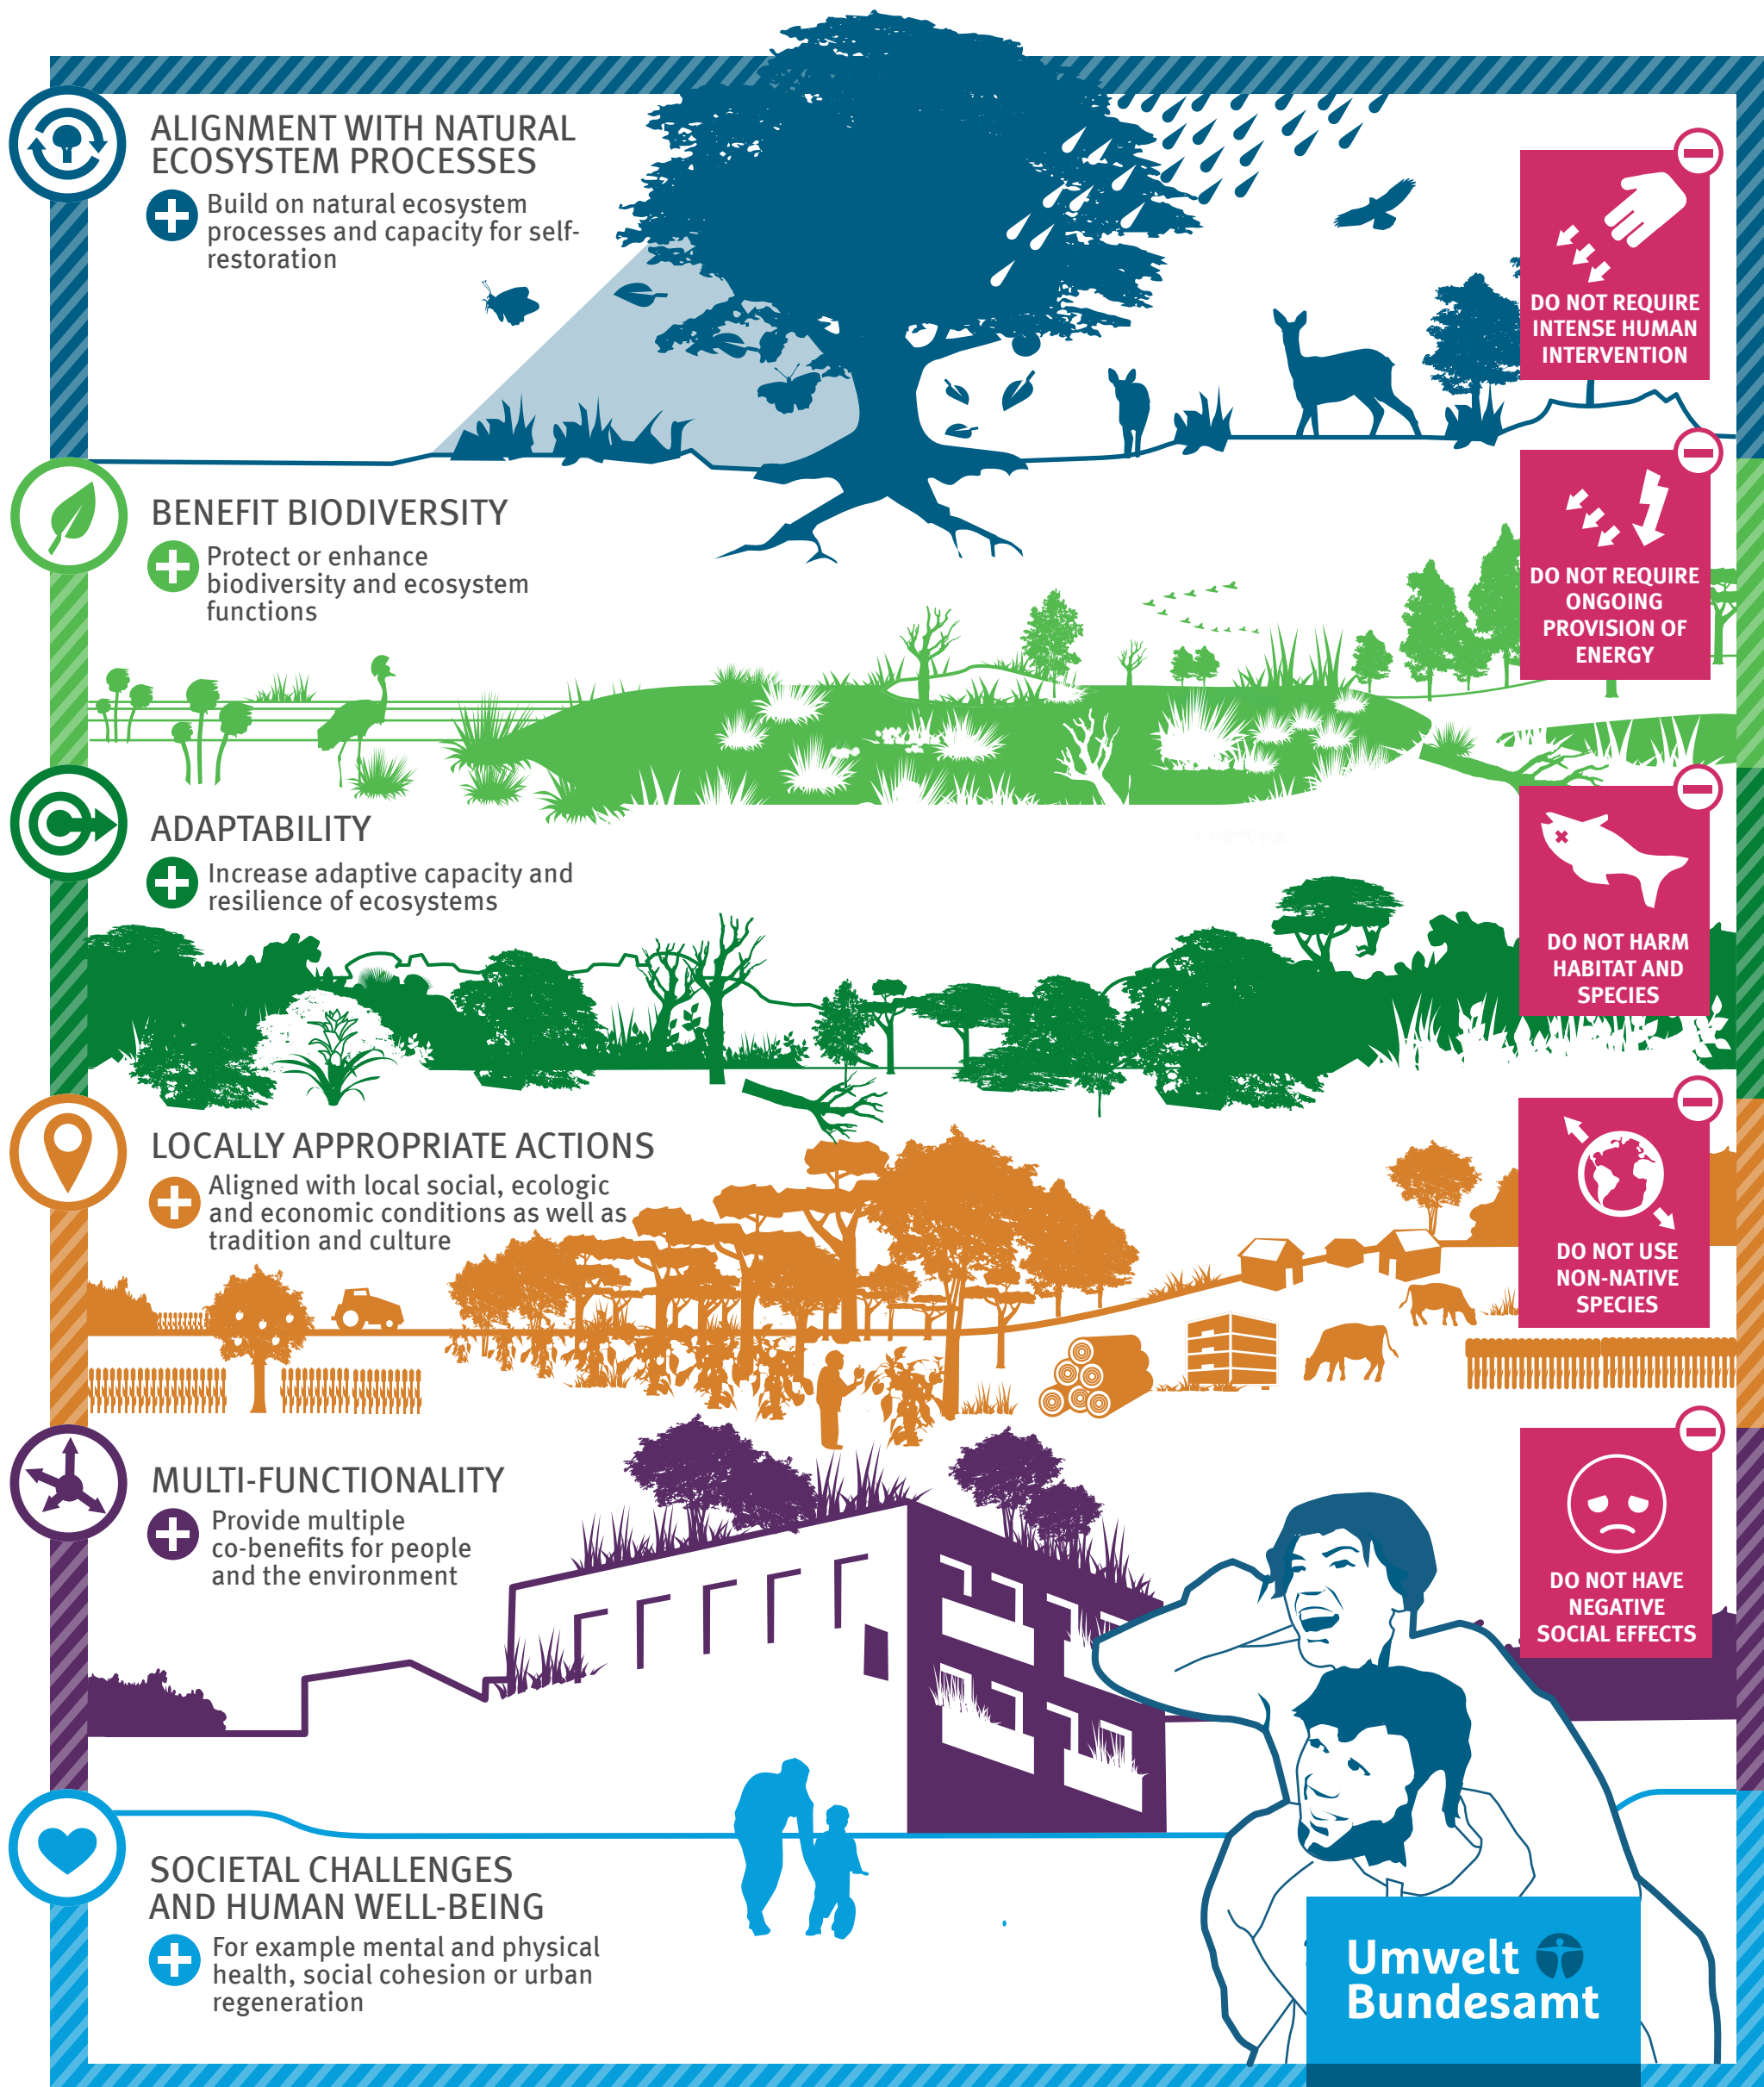 ALIGNMENT WITH NATURAL
ECOSYSTEM PROCESSES
Build on natural ecosystem
processes and capacity for self-
restoration
DO NOT REQUIRE
INTENSE HUMAN
INTERVENTION
BENEFIT BIODIVERSITY
Protect or enhance
biodiversity and ecosystem
functions
DO NOT REQUIRE
ONGOING
PROVISION OF
ENERGY
ADAPTABILITY
Increase adaptive capacity and
resilience of ecosystems
DO NOT HARM
HABITAT AND
SPECIES
LOCALLY APPROPRIATE ACTIONS
Aligned with local social, ecologic
and economic conditions as well as
tradition and culture
DO NOT USE
NON-NATIVE
SPECIES
MULTI-FUNCTIONALITY
Provide multiple
co-benefits for people
and the environment
DO NOT HAVE
NEGATIVE
SOCIAL EFFECTS
SOCIETAL CHALLENGES
AND HUMAN WELL-BEING
For example mental and physical
health, social cohesion or urban
regeneration
Umwelt
Bundesamt